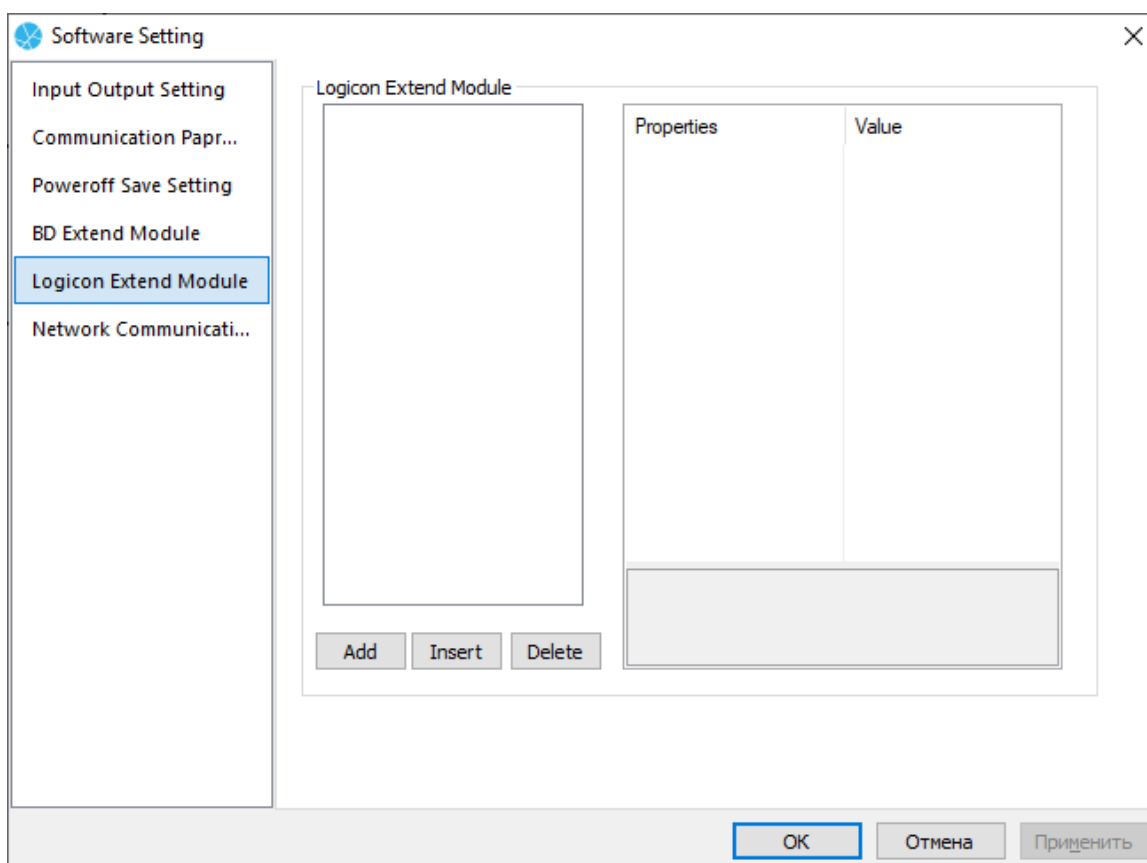 Software Setting
Input Output Setting
Communication Papr...
Poweroff Save Setting
BD Extend Module
Logicon Extend Module
Network Communicati...
Logicon Extend Module
Properties Value
Add Insert Delete
OK Отмена Применить